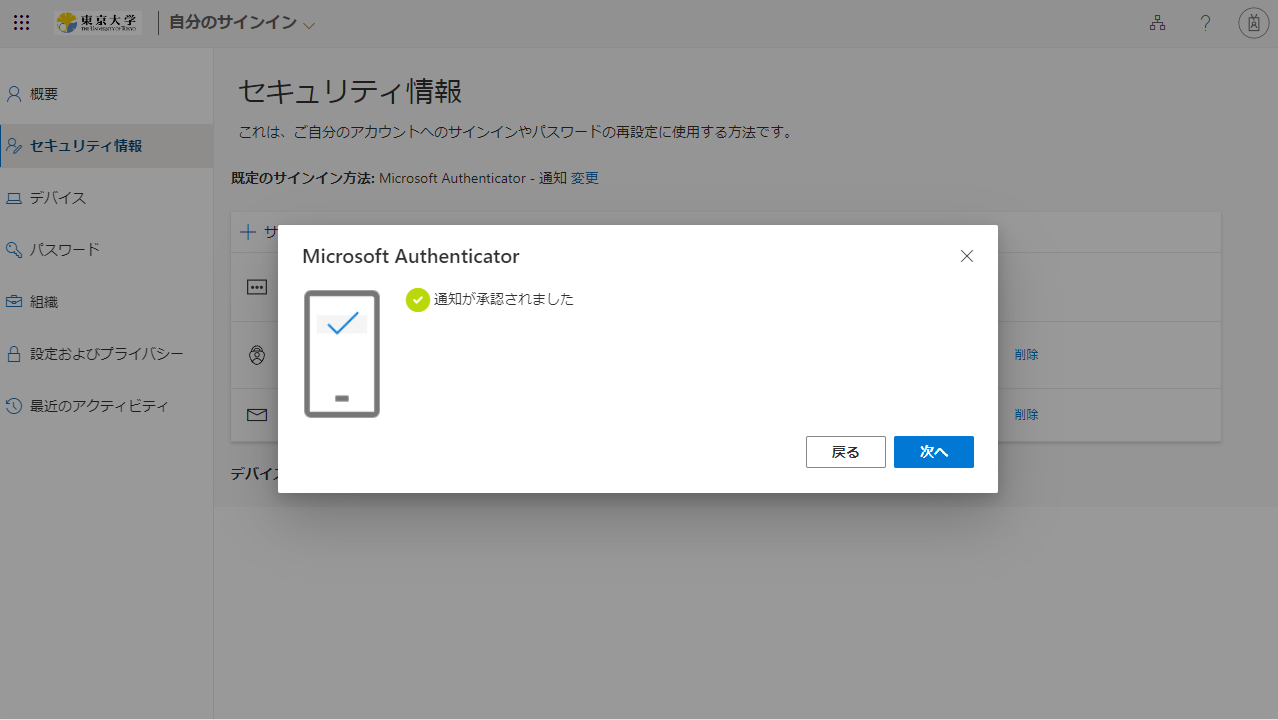 東京大学
THE UNIVERSITY OF TOKYO
自分のサインイン
概要
セキュリティ情報
デバイス
パスワード
組織
設定およびプライバシー
最近のアクティビティ
セキュリティ情報
これは、ご自分のアカウントへのサインインやパスワードの再設定に使用する方法です。
既定のサインイン方法: Microsoft Authenticator - 通知 変更
サ
削除
削除
デバイス
Microsoft Authenticator
通知が承認されました
戻る
次へ